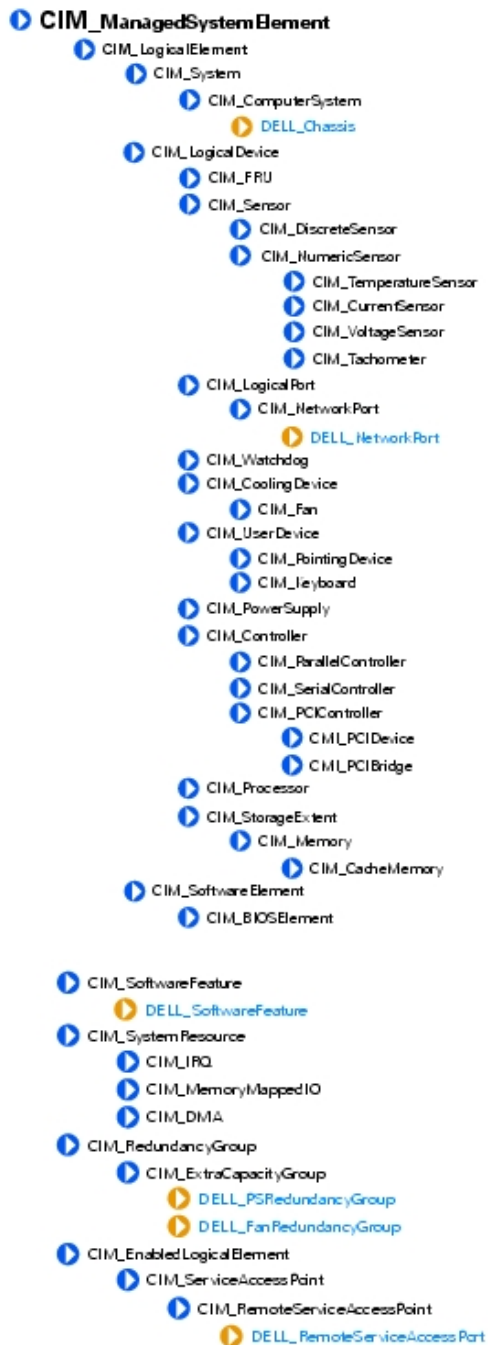 CIM_ManagedSystemElement
CIM_LogicalElement
CIM_System
CIM_ComputerSystem
DELL_Chassis
CIM_LogicalDevice
CIM_FRU
CIM_Sensor
CIM_DiscreteSensor
CIM_NumericSensor
CIM_TemperatureSensor
CIM_CurrentSensor
CIM_VoltageSensor
CIM_Tachometer
CIM_LogicalPort
CIM_NetworkPort
DELL_NetworkPort
CIM_Watchdog
CIM_CoolingDevice
CIM_Fan
CIM_UserDevice
CIM_PointingDevice
CIM_Keyboard
CIM_PowerSupply
CIM_Controller
CIM_ParallelController
CIM_SerialController
CIM_PCIController
CMI_PCIDevice
CMI_PCIBridge
CIM_Processor
CIM_StorageExtent
CIM_Memory
CIM_CacheMemory
CIM_SoftwareElement
CIM_BIOSElement
CIM_SoftwareFeature
DELL_SoftwareFeature
CIM_SystemResource
CIM_IRQ
CIM_MemoryMappedIO
CIM_DMA
CIM_RedundancyGroup
CIM_ExtraCapacityGroup
DELL_PSRedundancyGroup
DELL_FanRedundancyGroup
CIM_EnabledLogicalElement
CIM_ServiceAccessPoint
CIM_RemoteServiceAccessPoint
DELL_RemoteServiceAccessPort